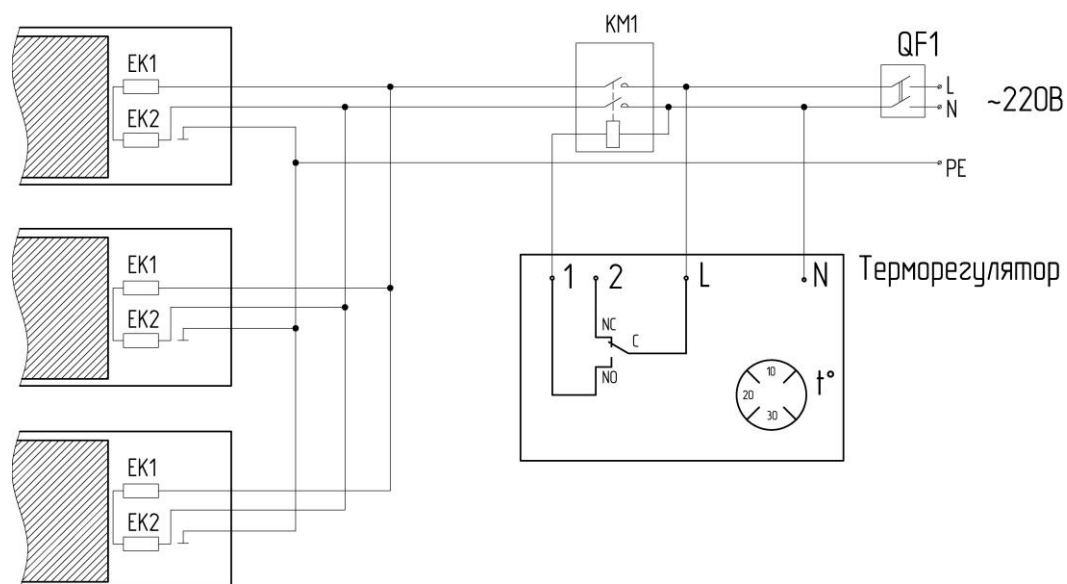 KM1
QF1
EK1
EK2
L
N
~220В
PE
EK1
EK2
1 2 L N
Терморегулятор
NC
C
NO
10
20
30
t°
EK1
EK2